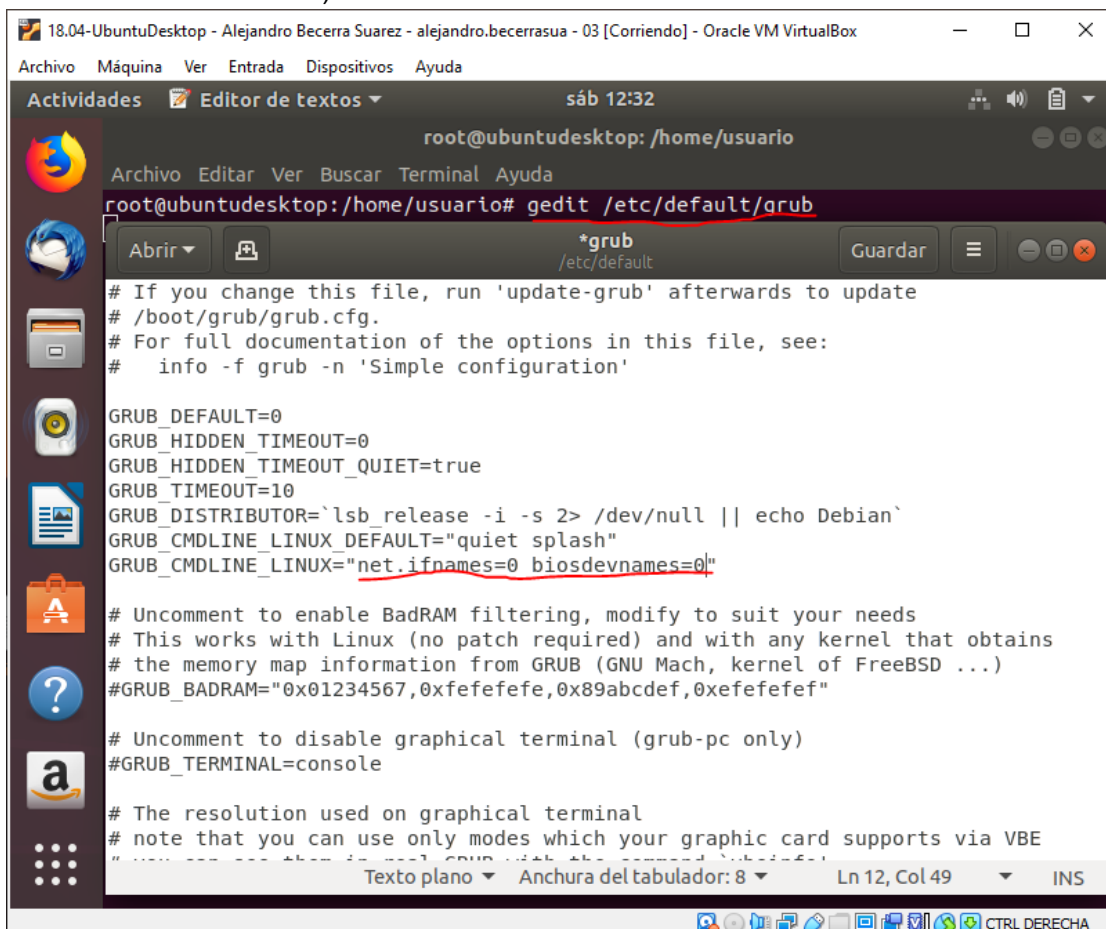 18.04-UbuntuDesktop - Alejandro Becerra Suarez - alejandro.becerrasua - 03 [Corriendo] - Oracle VM VirtualBox
Archivo Máquina Ver Entrada Dispositivos Ayuda
Actividades Editor de textos sáb 12:32
root@ubuntudesktop: /home/usuario
Archivo Editar Ver Buscar Terminal Ayuda
root@ubuntudesktop:/home/usuario# gedit /etc/default/grub
Abrir *grub Guardar
/etc/default
# If you change this file, run 'update-grub' afterwards to update
# /boot/grub/grub.cfg.
# For full documentation of the options in this file, see:
#   info -f grub -n 'Simple configuration'
GRUB_DEFAULT=0
GRUB_HIDDEN_TIMEOUT=0
GRUB_HIDDEN_TIMEOUT_QUIET=true
GRUB_TIMEOUT=10
GRUB_DISTRIBUTOR=`lsb_release -i -s 2> /dev/null || echo Debian`
GRUB_CMDLINE_LINUX_DEFAULT="quiet splash"
GRUB_CMDLINE_LINUX="net.ifnames=0 biosdevnames=0"
# Uncomment to enable BadRAM filtering, modify to suit your needs
# This works with Linux (no patch required) and with any kernel that obtains
# the memory map information from GRUB (GNU Mach, kernel of FreeBSD ...)
#GRUB_BADRAM="0x01234567,0xfefefefe,0x89abcdef,0xefefefef"
# Uncomment to disable graphical terminal (grub-pc only)
#GRUB_TERMINAL=console
# The resolution used on graphical terminal
# note that you can use only modes which your graphic card supports via VBE
Texto plano Anchura del tabulador: 8 Ln 12, Col 49 INS
CTRL DERECHA